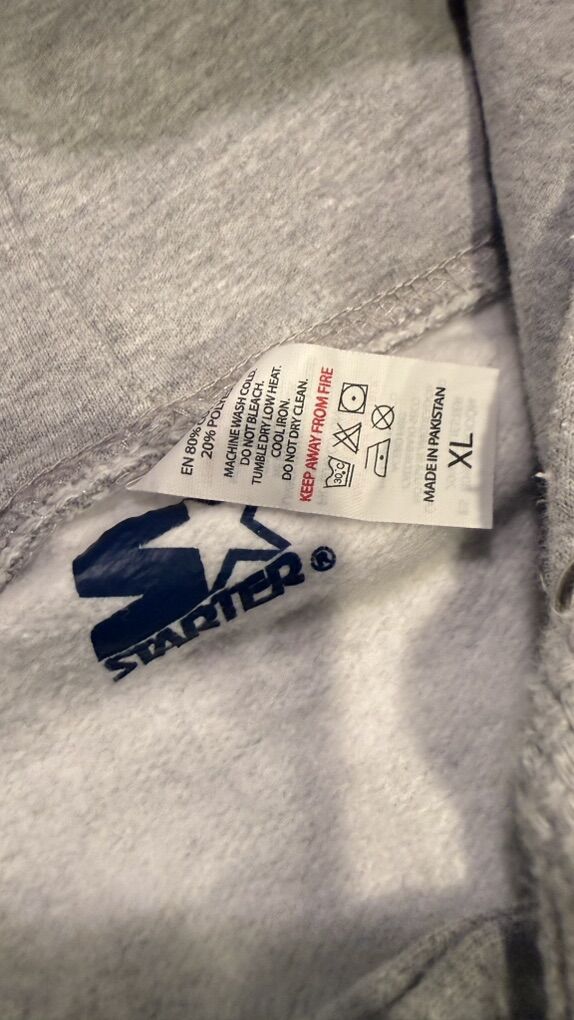 EN 80%
20%
MACHINE WASH COLD.
DO NOT BLEACH.
TUMBLE DRY LOW HEAT.
COOL IRON.
DO NOT DRY CLEAN.
KEEP AWAY FROM FIRE
30°C
MADE IN PAKISTAN
XL
STARTER®